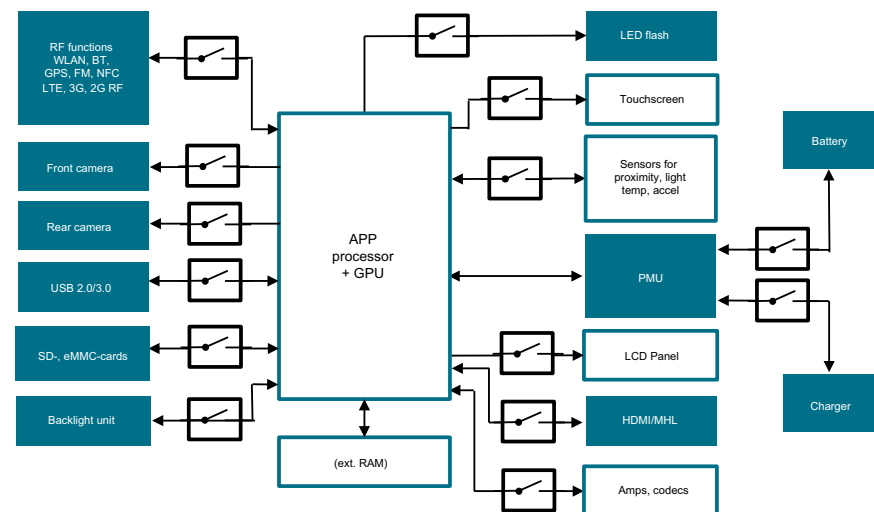 RF functions
WLAN, BT,
GPS, FM, NFC
LTE, 3G, 2G RF
Front camera
Rear camera
USB 2.0/3.0
SD-, eMMC-cards
Backlight unit
APP
processor
+ GPU
(ext. RAM)
LED flash
Touchscreen
Sensors for
proximity, light
temp, accel
PMU
LCD Panel
HDMI/MHL
Amps, codecs
Battery
Charger